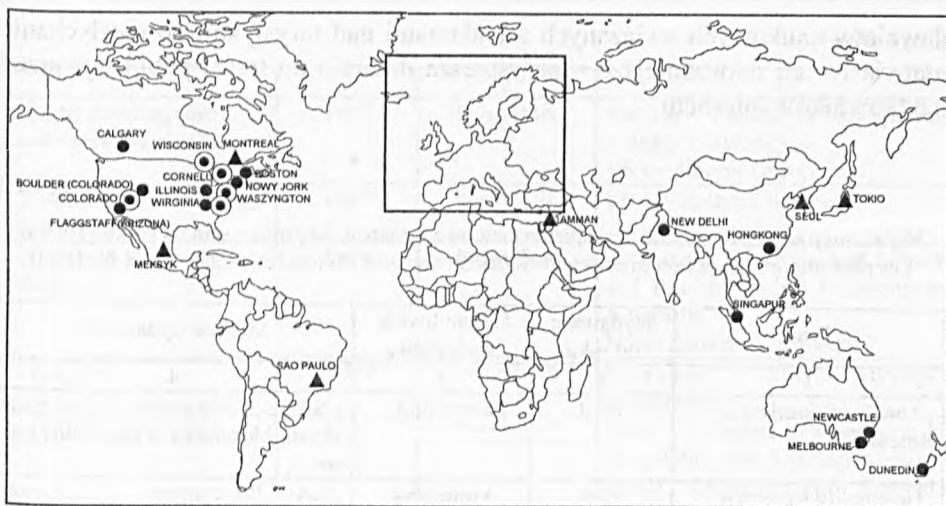 CALGARY
WISCONSIN
MONTREAL
CORNELL
BOSTON
BOULDER (COLORADO)
ILLINOIS
NOWY JORK
COLORADO
WIRGINIA
WASZYNGTON
FLAGGSTAFF (ARIZONA)
MEKSYK
SAO PAULO
AMMAN
NEW DELHI
SEUL
TOKIO
HONGKONG
SINGAPUR
NEWCASTLE
MELBOURNE
DUNEDIN